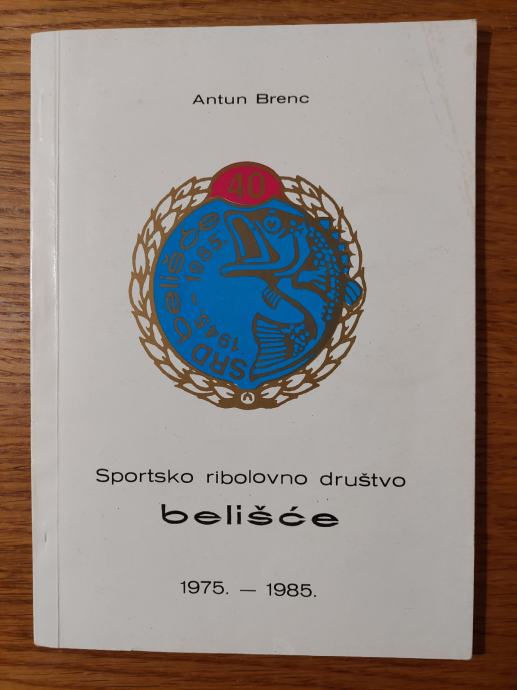 Antun Brenc
40
SRD belišće
1945. - 1985.
Sportsko ribolovno društvo
belišće
1975. — 1985.